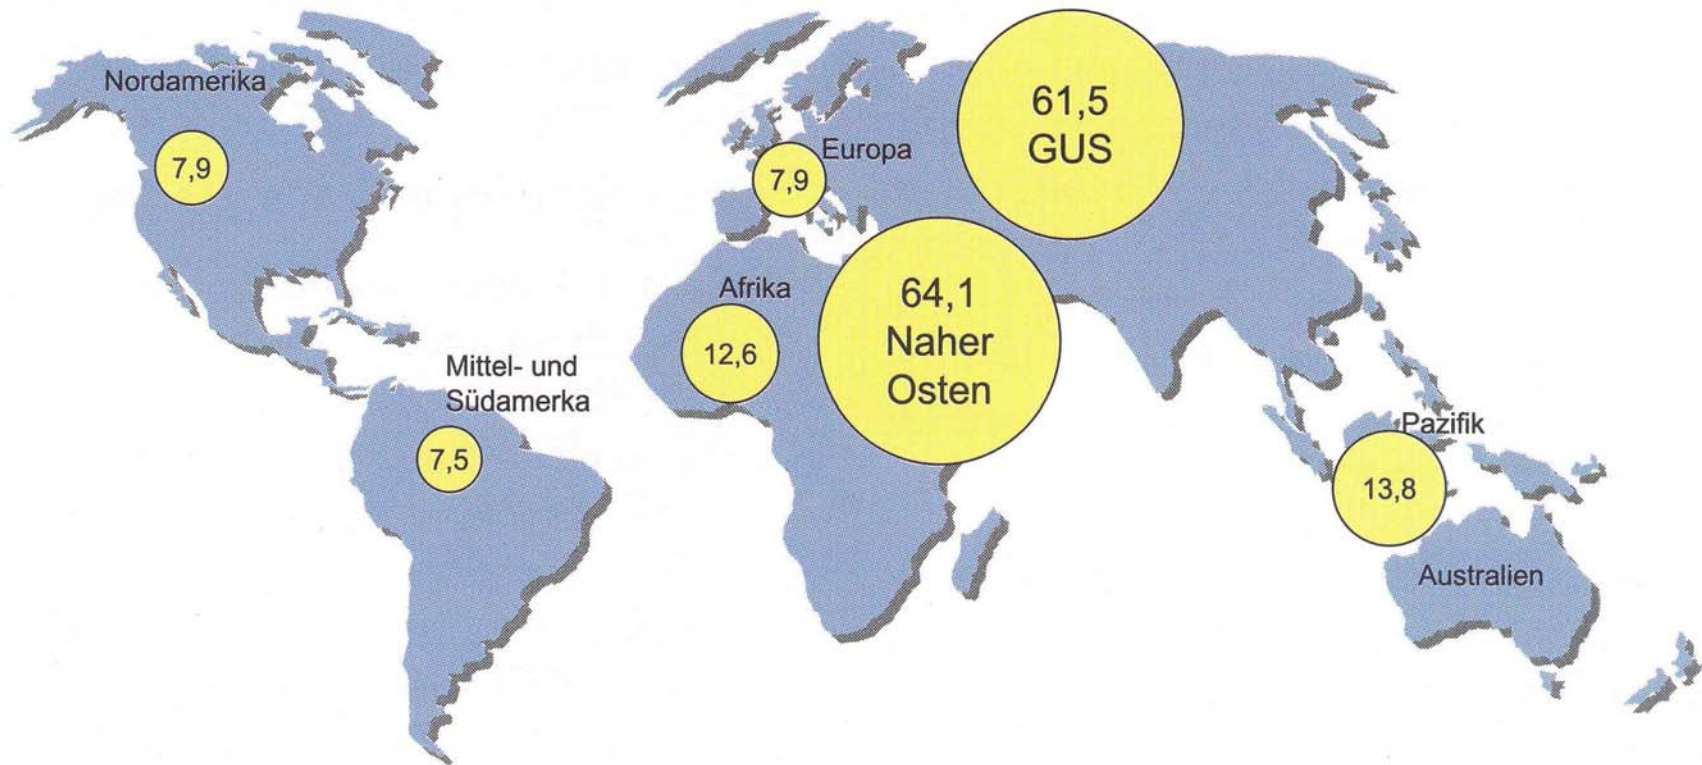 Nordamerika
7,9
Mittel- und
Südamerka
7,5
Europa
7,9
61,5
GUS
Afrika
12,6
64,1
Naher
Osten
Pazifik
13,8
Australien